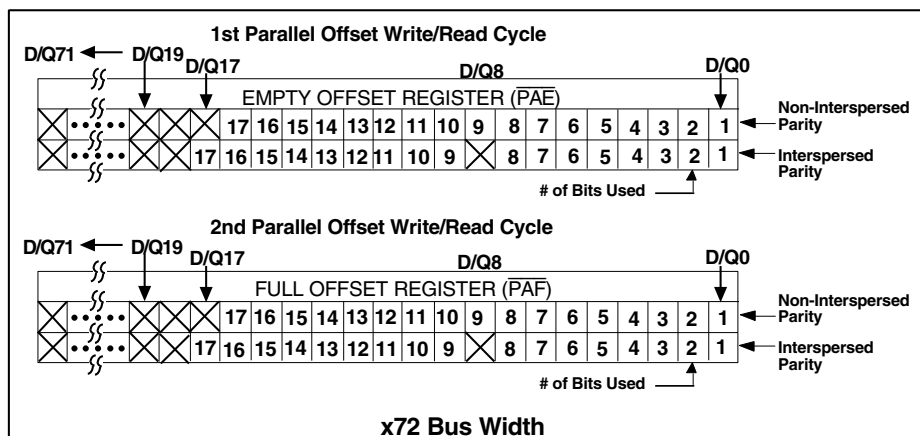 1st Parallel Offset Write/Read Cycle
D/Q71 D/Q19 D/Q17 D/Q8 D/Q0
EMPTY OFFSET REGISTER (PAE)
17 16 15 14 13 12 11 10 9 8 7 6 5 4 3 2 1 Non-Interspersed Parity
17 16 15 14 13 12 11 10 9 8 7 6 5 4 3 2 1 Interspersed Parity
# of Bits Used
2nd Parallel Offset Write/Read Cycle
D/Q71 D/Q19 D/Q17 D/Q8 D/Q0
FULL OFFSET REGISTER (PAF)
17 16 15 14 13 12 11 10 9 8 7 6 5 4 3 2 1 Non-Interspersed Parity
17 16 15 14 13 12 11 10 9 8 7 6 5 4 3 2 1 Interspersed Parity
# of Bits Used
x72 Bus Width